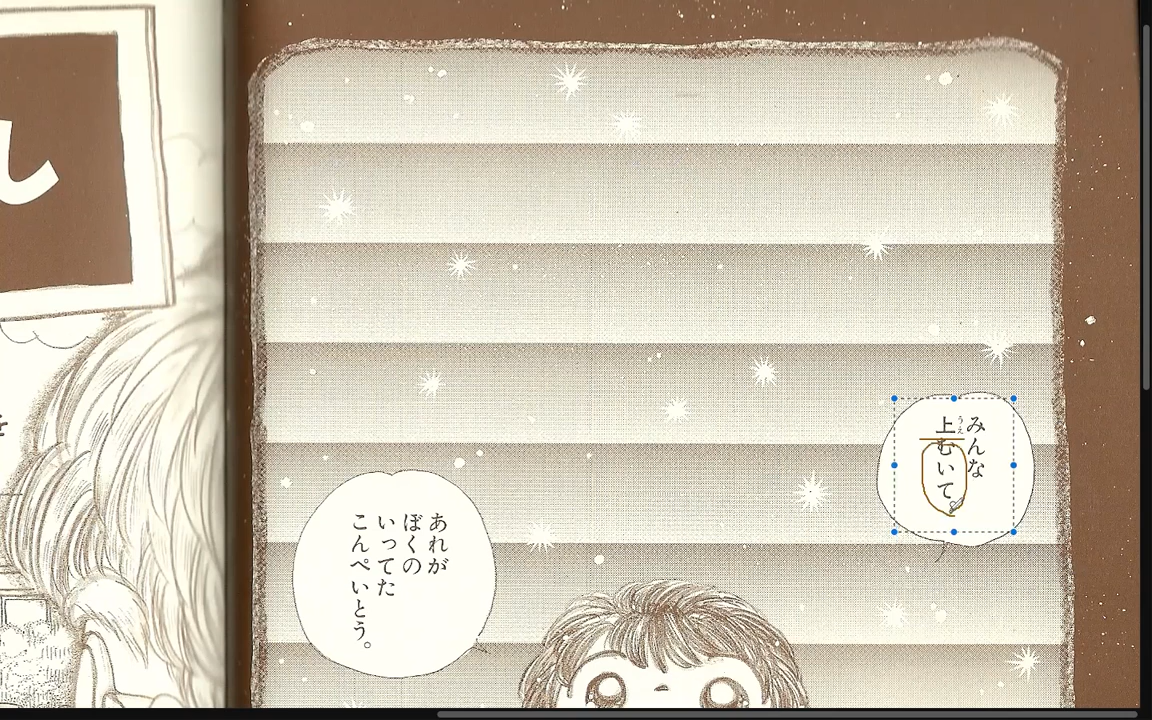 みんな
上むいて。
あれが
ぼくの
いってた
こんぺいとう。